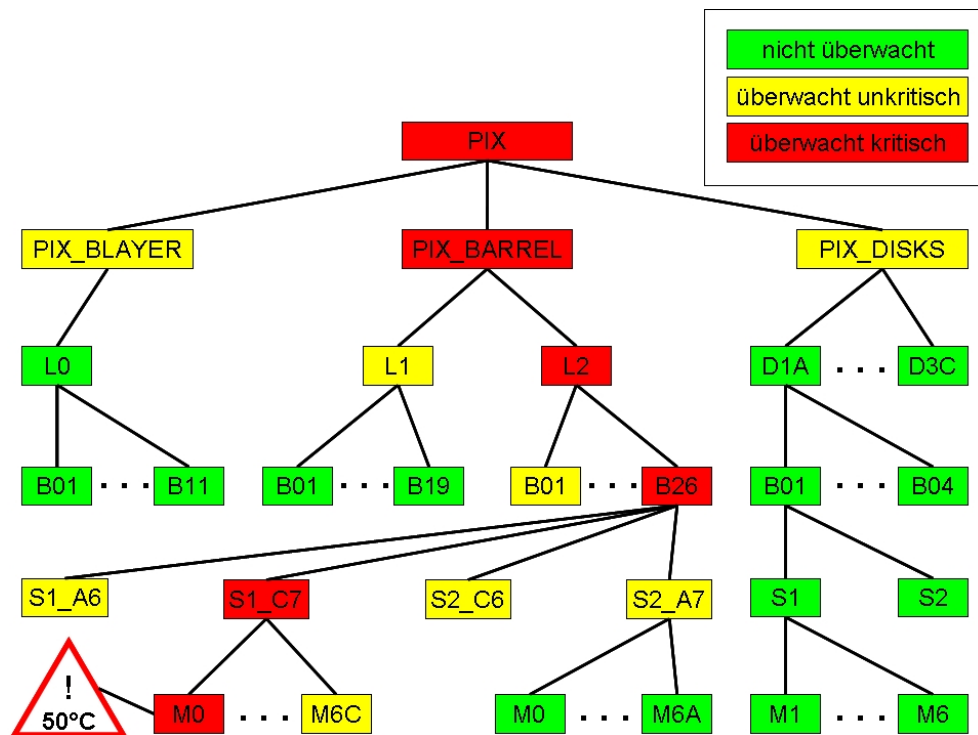 nicht überwacht
überwacht unkritisch
überwacht kritisch
PIX
PIX_BLAYER PIX_BARREL PIX_DISKS
L0 L1 L2 D1A . . . D3C
B01 . . . B11 B01 . . . B19 B01 . . . B26 B01 . . . B04
S1_A6 S1_C7 S2_C6 S2_A7 S1 S2
!
50°C
M0 . . . M6C M0 . . . M6A M1 . . . M6